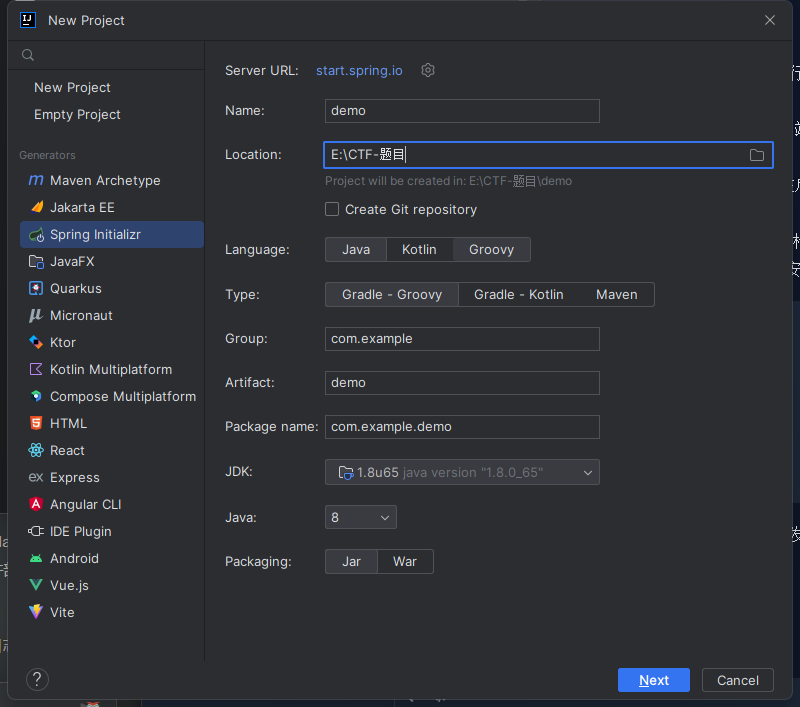 New Project
New Project
Empty Project
Generators
Maven Archetype
Jakarta EE
Spring Initializr
JavaFX
Quarkus
Micronaut
Ktor
Kotlin Multiplatform
Compose Multiplatform
HTML
React
Express
Angular CLI
IDE Plugin
Android
Vue.js
Vite
Server URL: start.spring.io
Name: demo
Location: E:\CTF-题目
Project will be created in: E:\CTF-题目\demo
Create Git repository
Language: Java Kotlin Groovy
Type: Gradle - Groovy Gradle - Kotlin Maven
Group: com.example
Artifact: demo
Package name: com.example.demo
JDK: 1.8u65 java version "1.8.0_65"
Java: 8
Packaging: Jar War
? Next Cancel